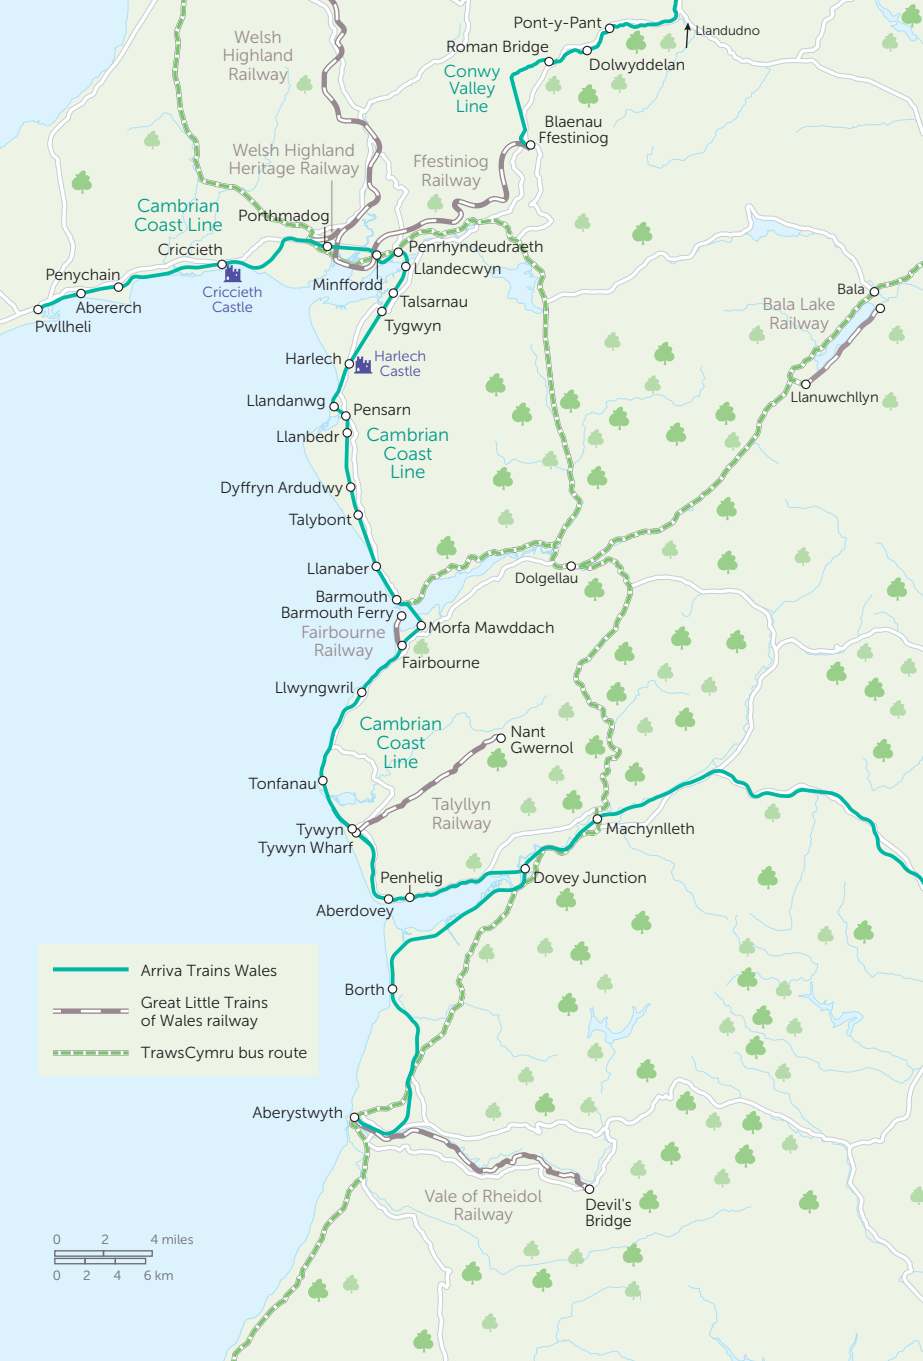 Pont-y-Pant
Llandudno
Welsh
Highland
Railway
Roman Bridge
Dolwyddelan
Conwy
Valley
Line
Blaenau
Ffestiniog
Welsh Highland
Heritage Railway
Ffestiniog
Railway
Cambrian
Coast Line
Porthmadog
Criccieth
Penrhyndeudraeth
Llandecwyn
Penychain
Minffordd
Criccieth
Castle
Abererch
Pwllheli
Talsarnau
Tygwyn
Bala
Bala Lake
Railway
Harlech
Harlech
Castle
Llanuwchllyn
Llandanwg
Pensarn
Llanbedr
Cambrian
Coast
Line
Dyffryn Ardudwy
Talybont
Llanaber
Dolgellau
Barmouth
Barmouth Ferry
Fairbourne
Railway
Morfa Mawddach
Fairbourne
Llwyngwril
Cambrian
Coast
Line
Nant
Gwernol
Tonfanau
Talyllyn
Railway
Tywyn
Tywyn Wharf
Machynlleth
Penhelig
Dovey Junction
Aberdovey
Arriva Trains Wales
Great Little Trains
of Wales railway
TrawsCymru bus route
Borth
Aberystwyth
Vale of Rheidol
Railway
Devil's
Bridge
0 2 4 miles
0 2 4 6 km